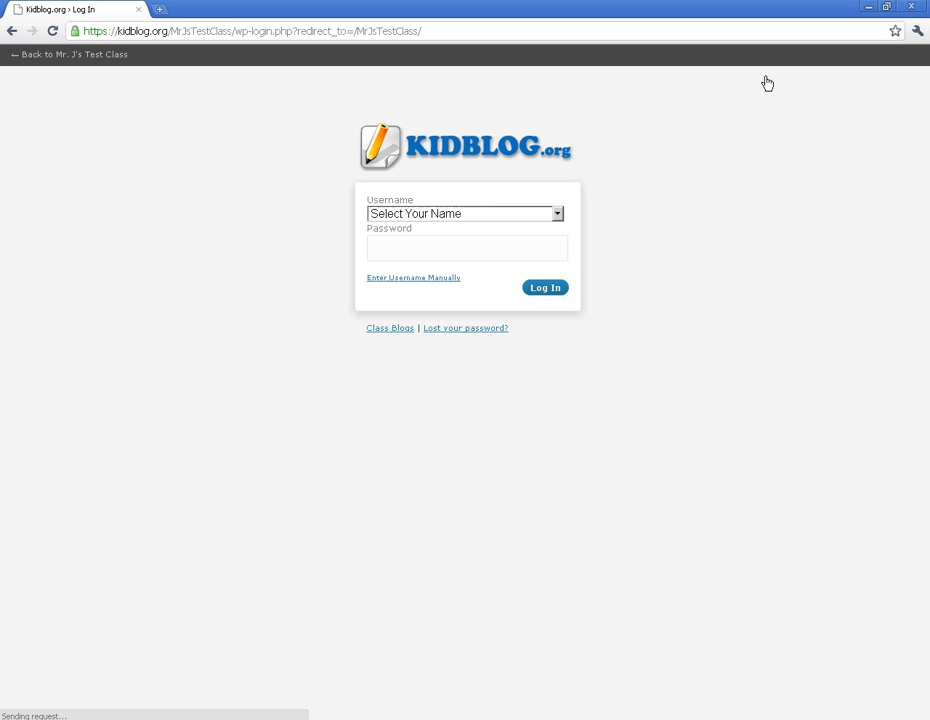 Kidblog.org › Log In
https://kidblog.org/MrJsTestClass/wp-login.php?redirect_to=/MrJsTestClass/
← Back to Mr. J's Test Class
KIDBLOG.org
Username
Select Your Name
Password
Enter Username Manually
Log In
Class Blogs | Lost your password?
Sending request...